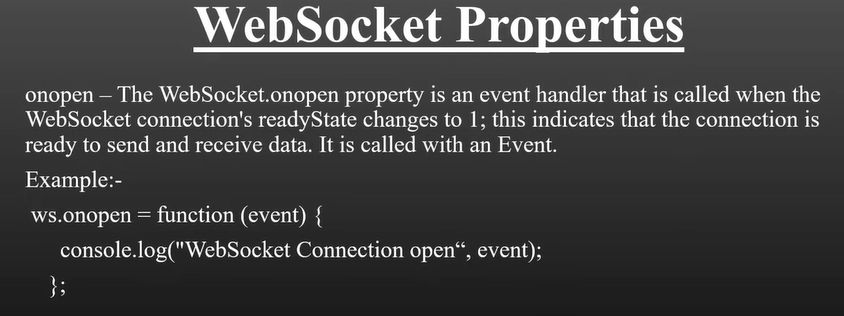 WebSocket Properties
onopen – The WebSocket.onopen property is an event handler that is called when the
WebSocket connection's readyState changes to 1; this indicates that the connection is
ready to send and receive data. It is called with an Event.
Example:-
ws.onopen = function (event) {
console.log("WebSocket Connection open“, event);
};